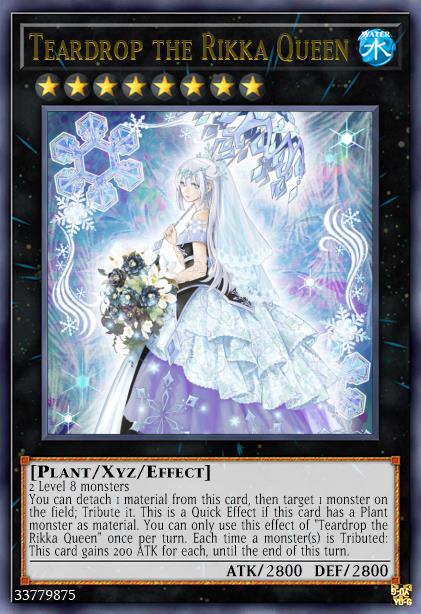 TEARDROP THE RIKKA QUEEN
WATER
水
[PLANT/XYZ/EFFECT]
2 Level 8 monsters
You can detach 1 material from this card, then target 1 monster on
the field; Tribute it. This is a Quick Effect if this card has a Plant
monster as material. You can only use this effect of "Teardrop the
Rikka Queen" once per turn. Each time a monster(s) is Tributed:
This card gains 200 ATK for each, until the end of this turn.
ATK/2800 DEF/2800
33779875